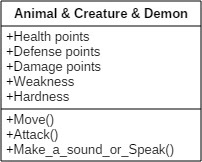 Animal & Creature & Demon
+Health points
+Defense points
+Damage points
+Weakness
+Hardness
+Move()
+Attack()
+Make_a_sound_or_Speak()